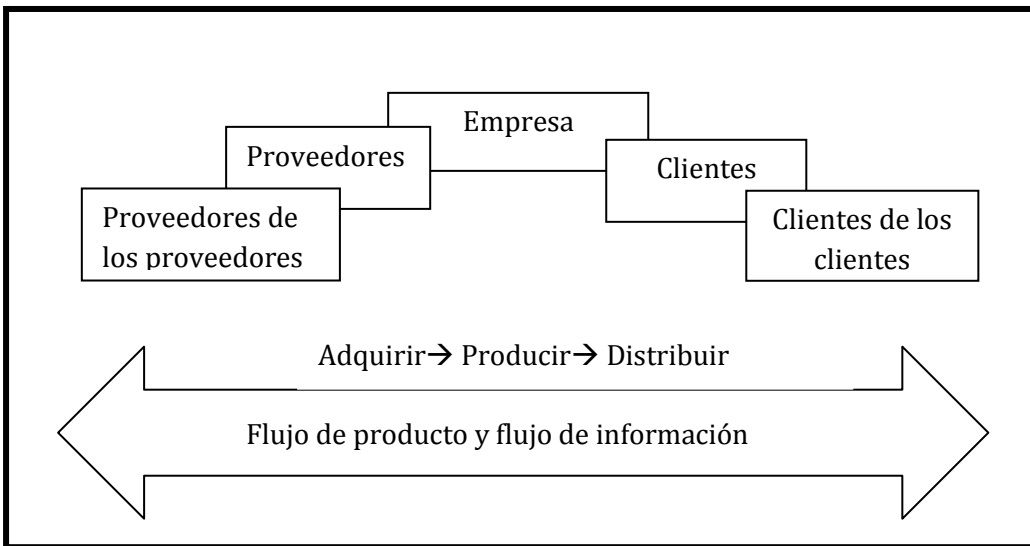 Empresa
Proveedores
Clientes
Proveedores de
los proveedores
Clientes de los
clientes
Adquirir→ Producir→ Distribuir
Flujo de producto y flujo de información